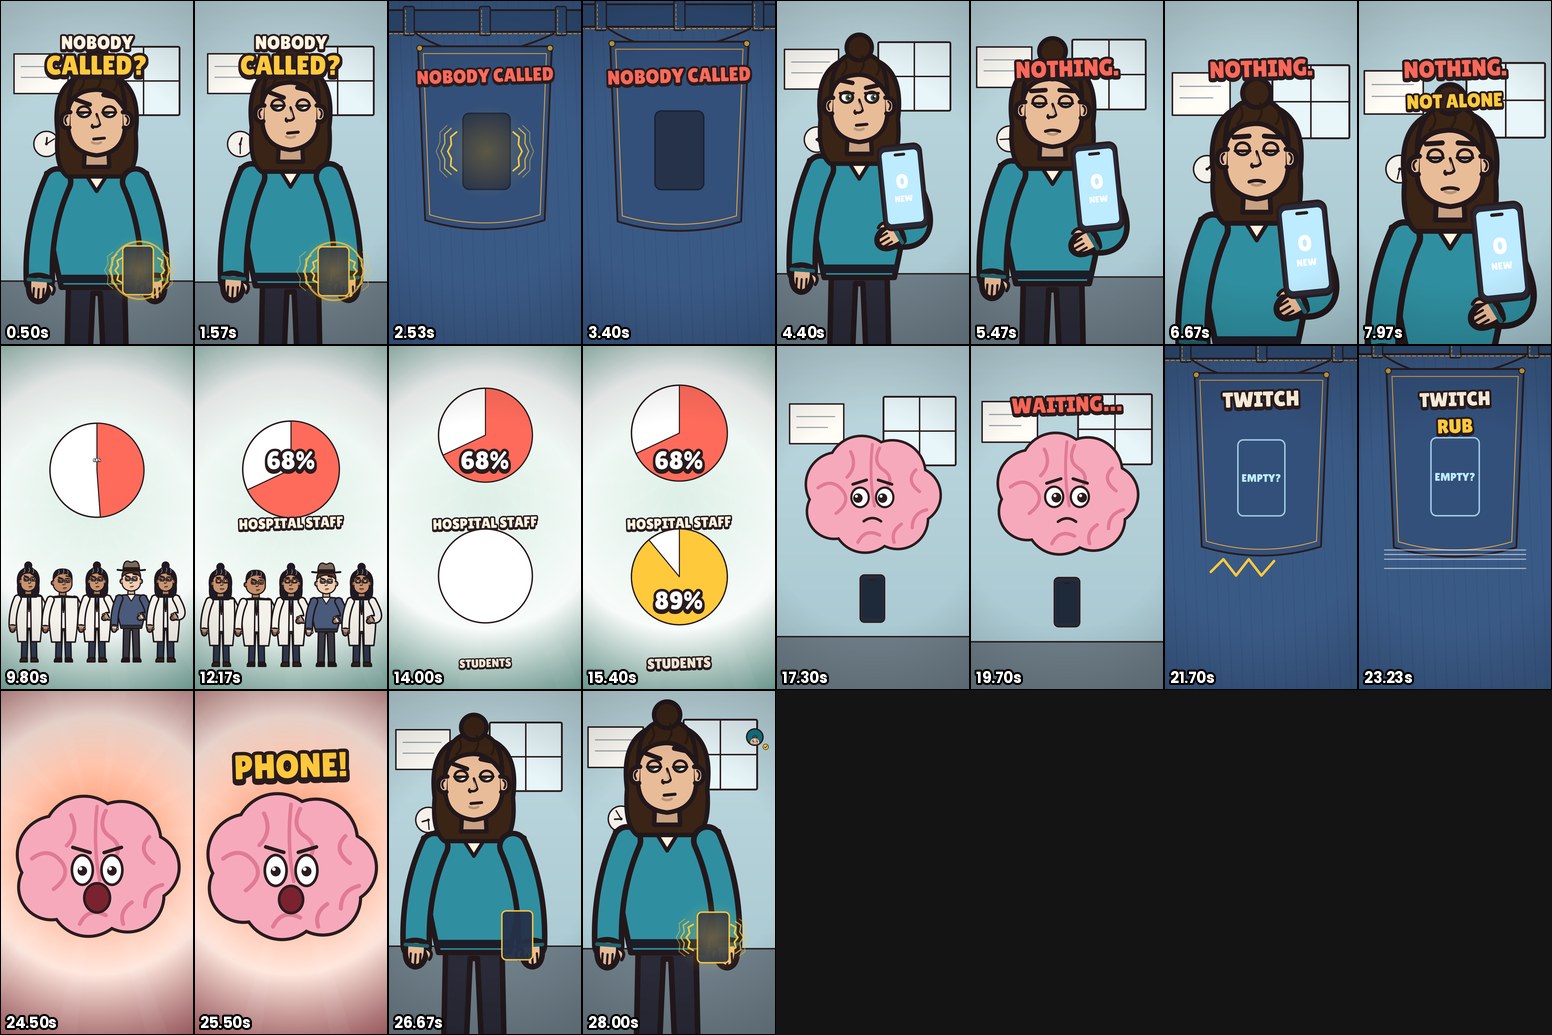 NOBODY
CALLED?
0.50s
NOBODY
CALLED?
1.57s
NOBODY CALLED
2.53s
NOBODY CALLED
3.40s
0
NEW
4.40s
NOTHING.
0
NEW
5.47s
NOTHING.
0
NEW
6.67s
NOTHING.
NOT ALONE
0
NEW
7.97s
9.80s
68%
HOSPITAL STAFF
12.17s
68%
HOSPITAL STAFF
STUDENTS
14.00s
68%
HOSPITAL STAFF
89%
STUDENTS
15.40s
17.30s
WAITING...
19.70s
TWITCH
EMPTY?
21.70s
TWITCH
RUB
EMPTY?
23.23s
24.50s
PHONE!
25.50s
26.67s
28.00s